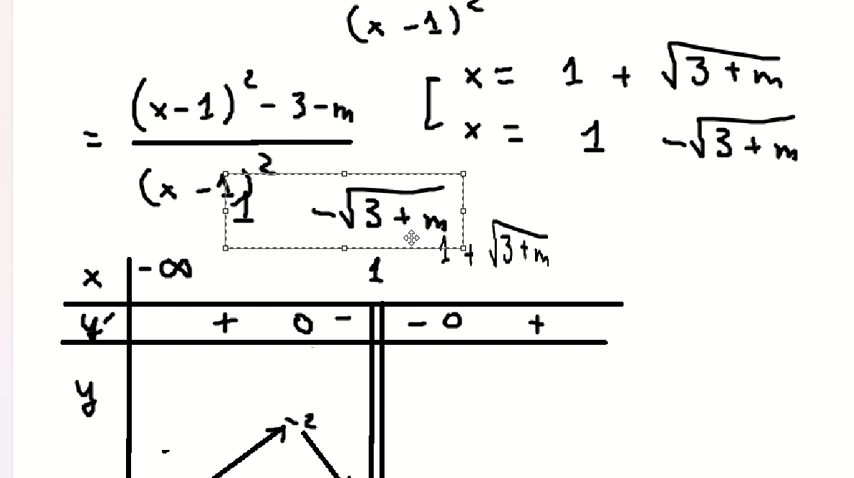 (x -1)²
= ((x-1)² - 3 - m) / (x -1)²
[ x = 1 + √(3 + m)
x = 1 -√(3 + m)
1 -√(3 + m)
1 + √(3+m)
x -∞ 1
y' + 0 - || - 0 +
y
-2